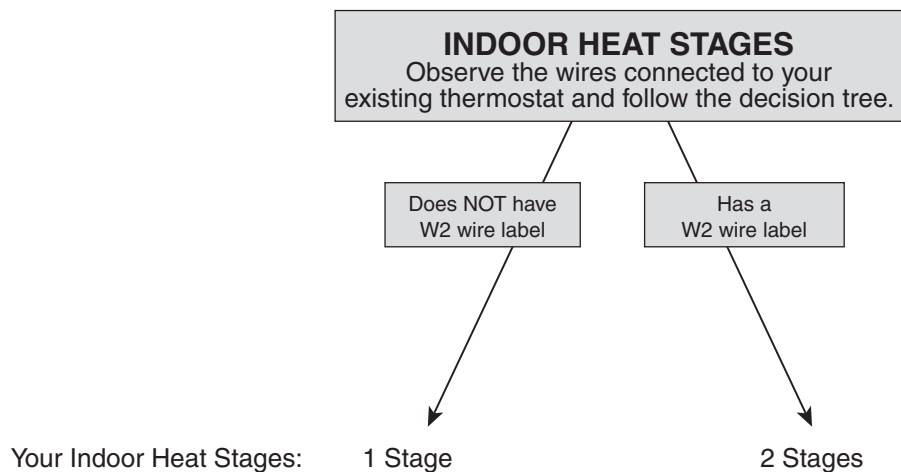 INDOOR HEAT STAGES
Observe the wires connected to your
existing thermostat and follow the decision tree.
Does NOT have
W2 wire label
Has a
W2 wire label
Your Indoor Heat Stages: 1 Stage 2 Stages